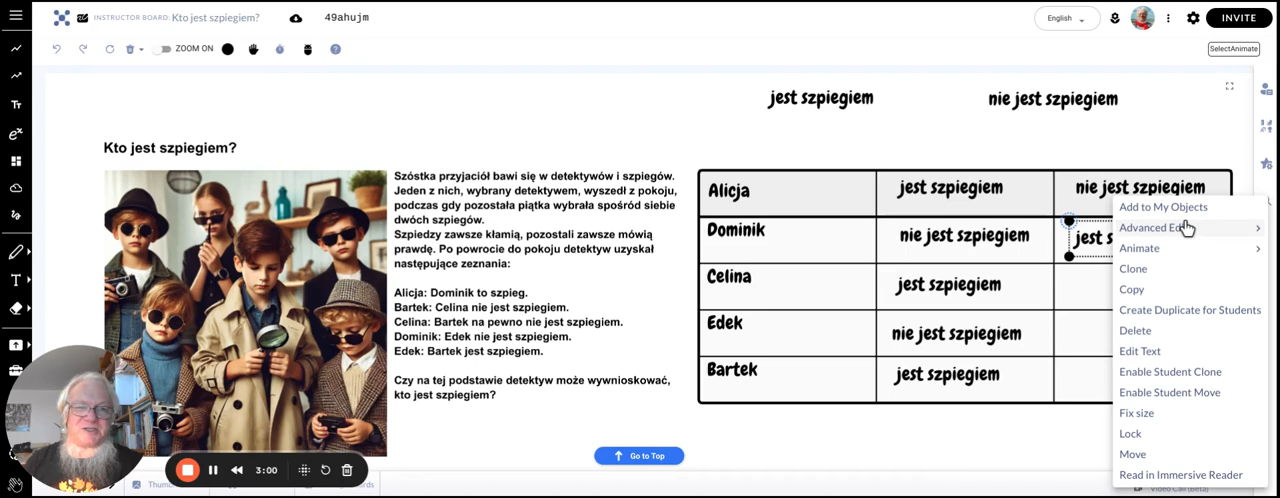 INSTRUCTOR BOARD: Kto jest szpiegiem?
49ahujm
English
INVITE
ZOOM ON
SelectAnimate
jest szpiegiem
nie jest szpiegiem
Kto jest szpiegiem?
Szóstka przyjaciół bawi się w detektywów i szpiegów.
Jeden z nich, wybrany detektywem, wyszedł z pokoju,
podczas gdy pozostała piątka wybrała spośród siebie
dwóch szpiegów.
Szpiedzy zawsze kłamią, pozostali zawsze mówią
prawdę. Po powrocie do pokoju detektyw uzyskał
następujące zeznania:
Alicja: Dominik to szpieg.
Bartek: Celina nie jest szpiegiem.
Celina: Bartek na pewno nie jest szpiegiem.
Dominik: Edek nie jest szpiegiem.
Edek: Bartek jest szpiegiem.
Czy na tej podstawie detektyw może wywnioskować,
kto jest szpiegiem?
Alicja jest szpiegiem nie jest szpiegiem
Dominik nie jest szpiegiem jest
Celina jest szpiegiem
Edek nie jest szpiegiem
Bartek jest szpiegiem
Add to My Objects
Advanced
Animate
Clone
Copy
Create Duplicate for Students
Delete
Edit Text
Enable Student Clone
Enable Student Move
Fix size
Lock
Move
Read in Immersive Reader
Go to Top
3:00